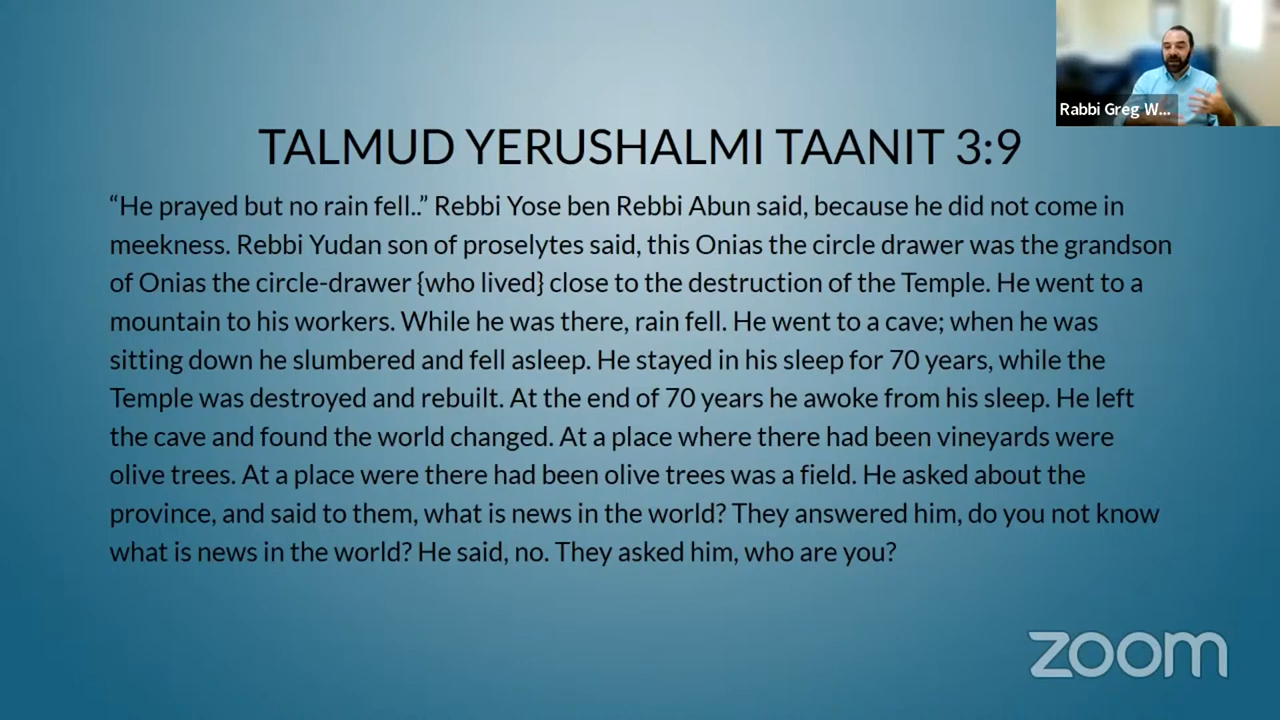 Rabbi Greg W...
TALMUD YERUSHALMI TAANIT 3:9
“He prayed but no rain fell..” Rebbi Yose ben Rebbi Abun said, because he did not come in
meekness. Rebbi Yudan son of proselytes said, this Onias the circle drawer was the grandson
of Onias the circle-drawer {who lived} close to the destruction of the Temple. He went to a
mountain to his workers. While he was there, rain fell. He went to a cave; when he was
sitting down he slumbered and fell asleep. He stayed in his sleep for 70 years, while the
Temple was destroyed and rebuilt. At the end of 70 years he awoke from his sleep. He left
the cave and found the world changed. At a place where there had been vineyards were
olive trees. At a place were there had been olive trees was a field. He asked about the
province, and said to them, what is news in the world? They answered him, do you not know
what is news in the world? He said, no. They asked him, who are you?
zoom